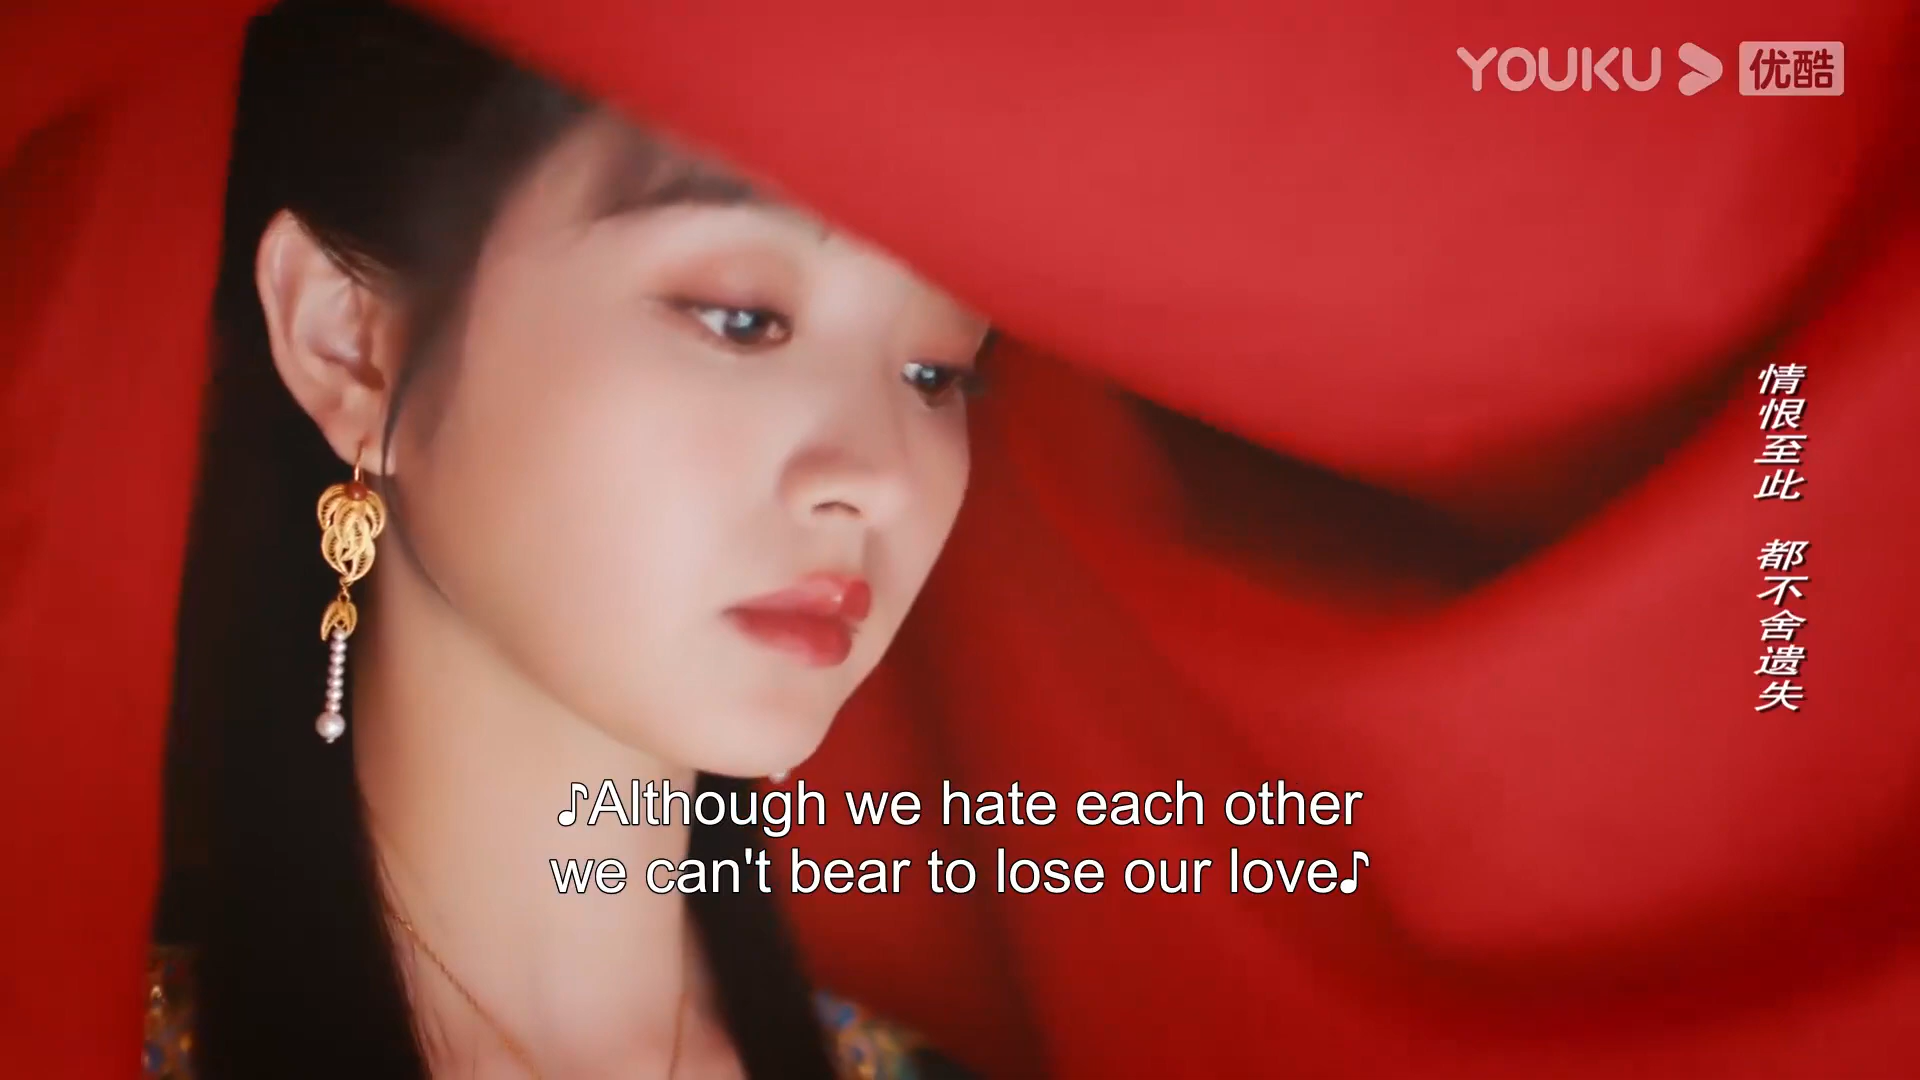 YOUKU 优酷
情恨至此 都不舍遗失
♪Although we hate each other
we can't bear to lose our love♪